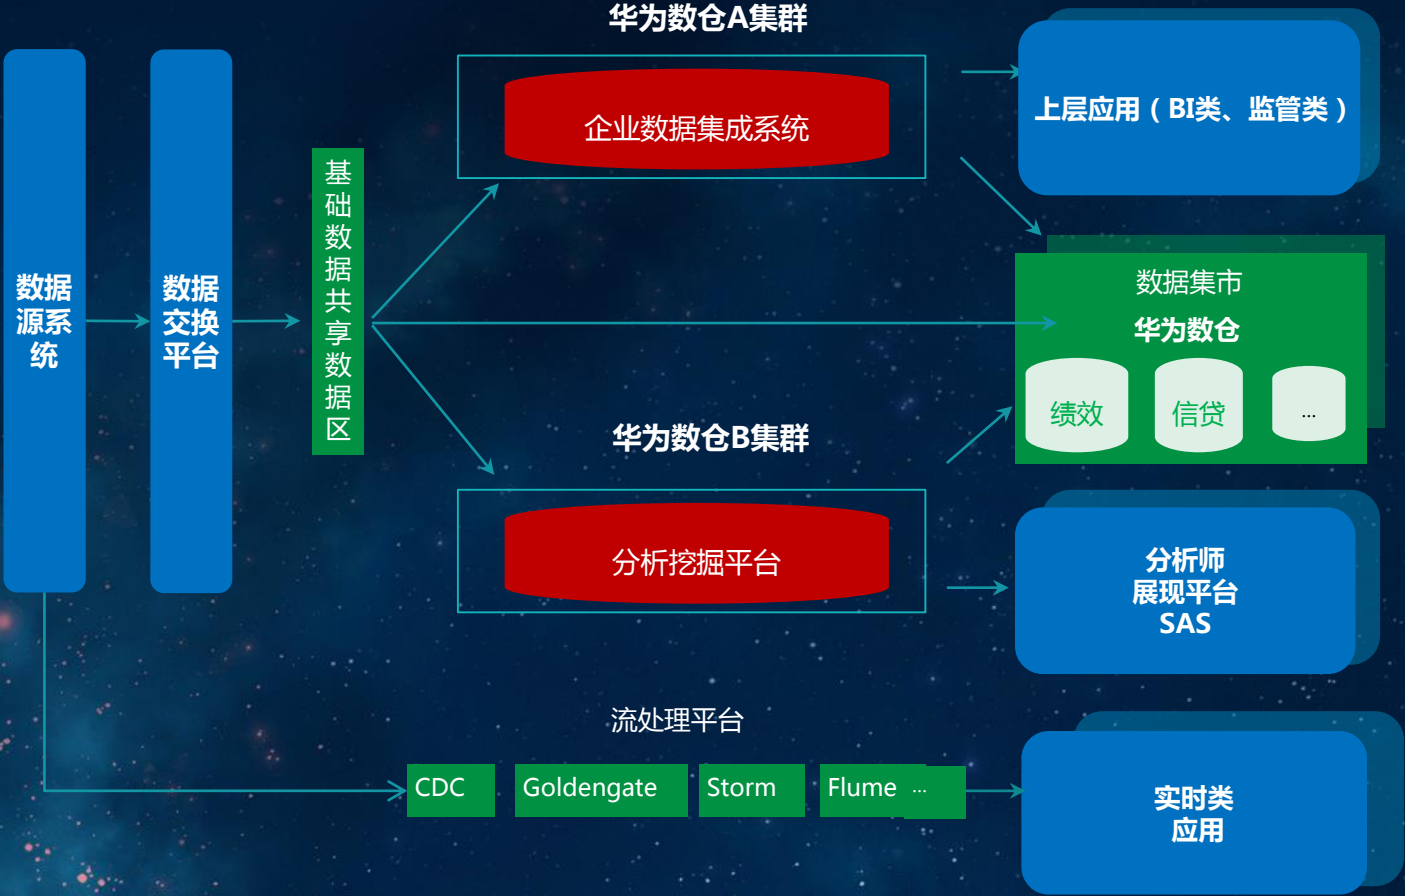 华为数仓A集群
企业数据集成系统
上层应用（BI类、监管类）
数据
源系
统
数据
交换
平台
基
础
数
据
共
享
数
据
区
数据集市
华为数仓
绩效
信贷
...
华为数仓B集群
分析挖掘平台
分析师
展现平台
SAS
流处理平台
CDC
Goldengate
Storm
Flume
...
实时类
应用